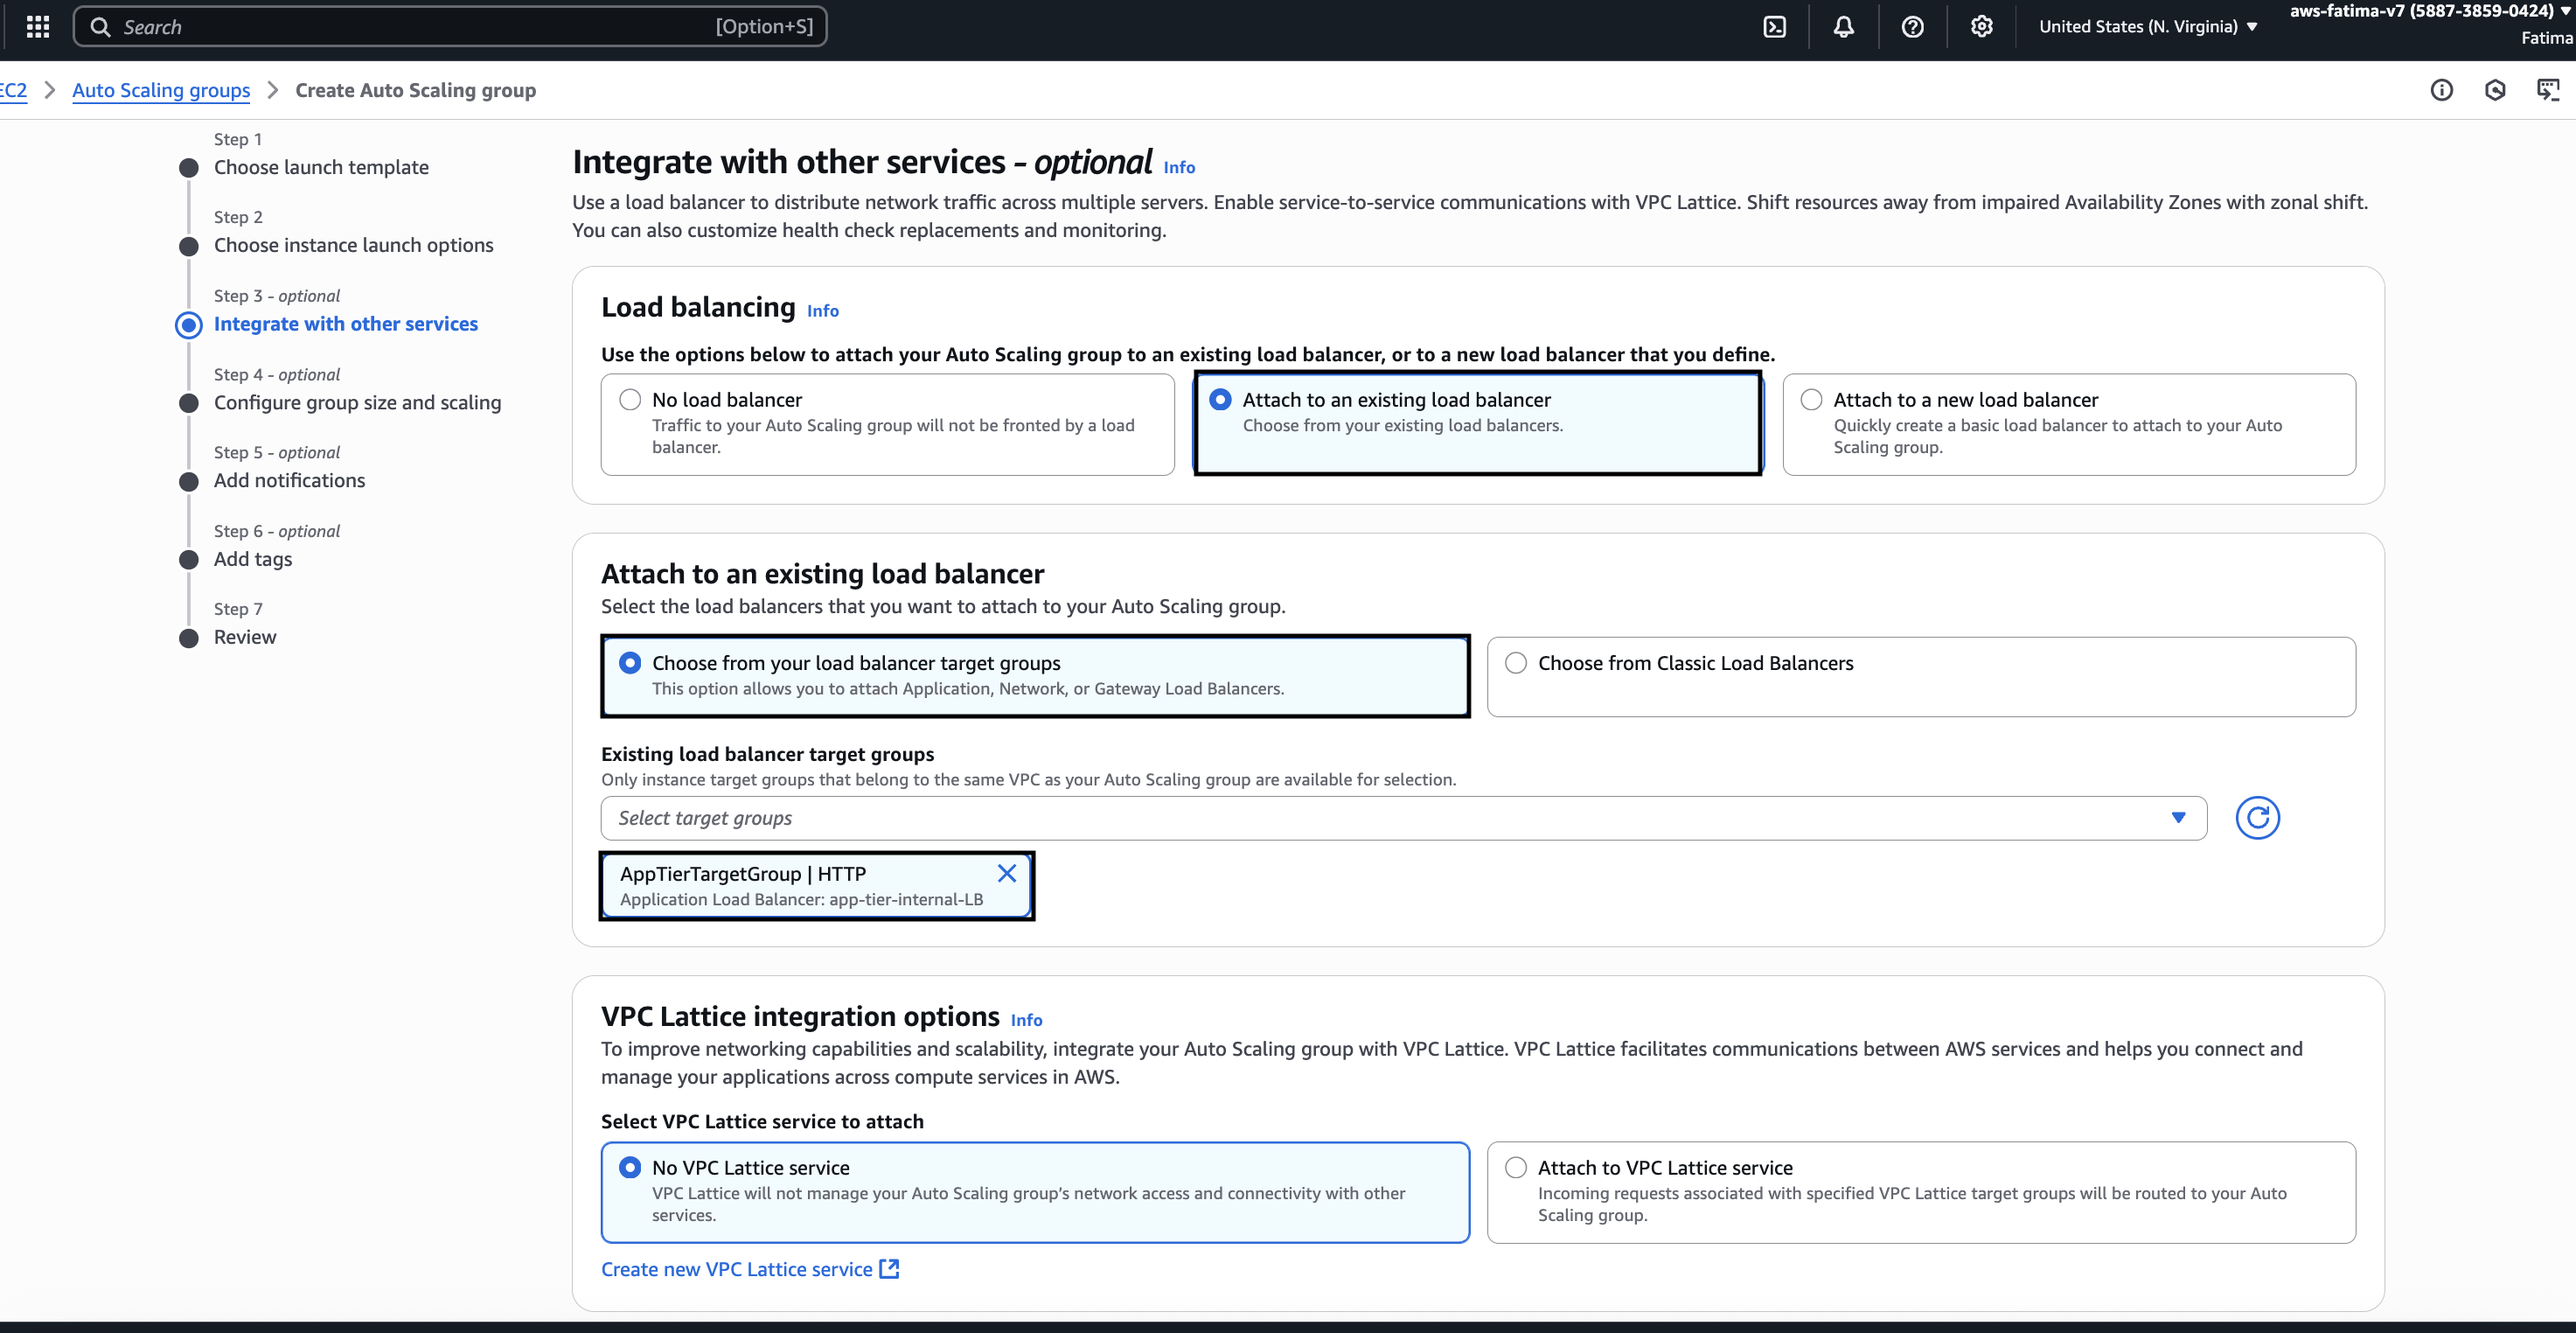 Search [Option+S]
United States (N. Virginia)
aws-fatima-v7 (5887-3859-0424)
Fatima
EC2
Auto Scaling groups
Create Auto Scaling group
Step 1
Choose launch template
Step 2
Choose instance launch options
Step 3 - optional
Integrate with other services
Step 4 - optional
Configure group size and scaling
Step 5 - optional
Add notifications
Step 6 - optional
Add tags
Step 7
Review
Integrate with other services - optional Info
Use a load balancer to distribute network traffic across multiple servers. Enable service-to-service communications with VPC Lattice. Shift resources away from impaired Availability Zones with zonal shift.
You can also customize health check replacements and monitoring.
Load balancing Info
Use the options below to attach your Auto Scaling group to an existing load balancer, or to a new load balancer that you define.
No load balancer
Traffic to your Auto Scaling group will not be fronted by a load
balancer.
Attach to an existing load balancer
Choose from your existing load balancers.
Attach to a new load balancer
Quickly create a basic load balancer to attach to your Auto
Scaling group.
Attach to an existing load balancer
Select the load balancers that you want to attach to your Auto Scaling group.
Choose from your load balancer target groups
This option allows you to attach Application, Network, or Gateway Load Balancers.
Choose from Classic Load Balancers
Existing load balancer target groups
Only instance target groups that belong to the same VPC as your Auto Scaling group are available for selection.
Select target groups
AppTierTargetGroup | HTTP
Application Load Balancer: app-tier-internal-LB
VPC Lattice integration options Info
To improve networking capabilities and scalability, integrate your Auto Scaling group with VPC Lattice. VPC Lattice facilitates communications between AWS services and helps you connect and
manage your applications across compute services in AWS.
Select VPC Lattice service to attach
No VPC Lattice service
VPC Lattice will not manage your Auto Scaling group's network access and connectivity with other
services.
Attach to VPC Lattice service
Incoming requests associated with specified VPC Lattice target groups will be routed to your Auto
Scaling group.
Create new VPC Lattice service